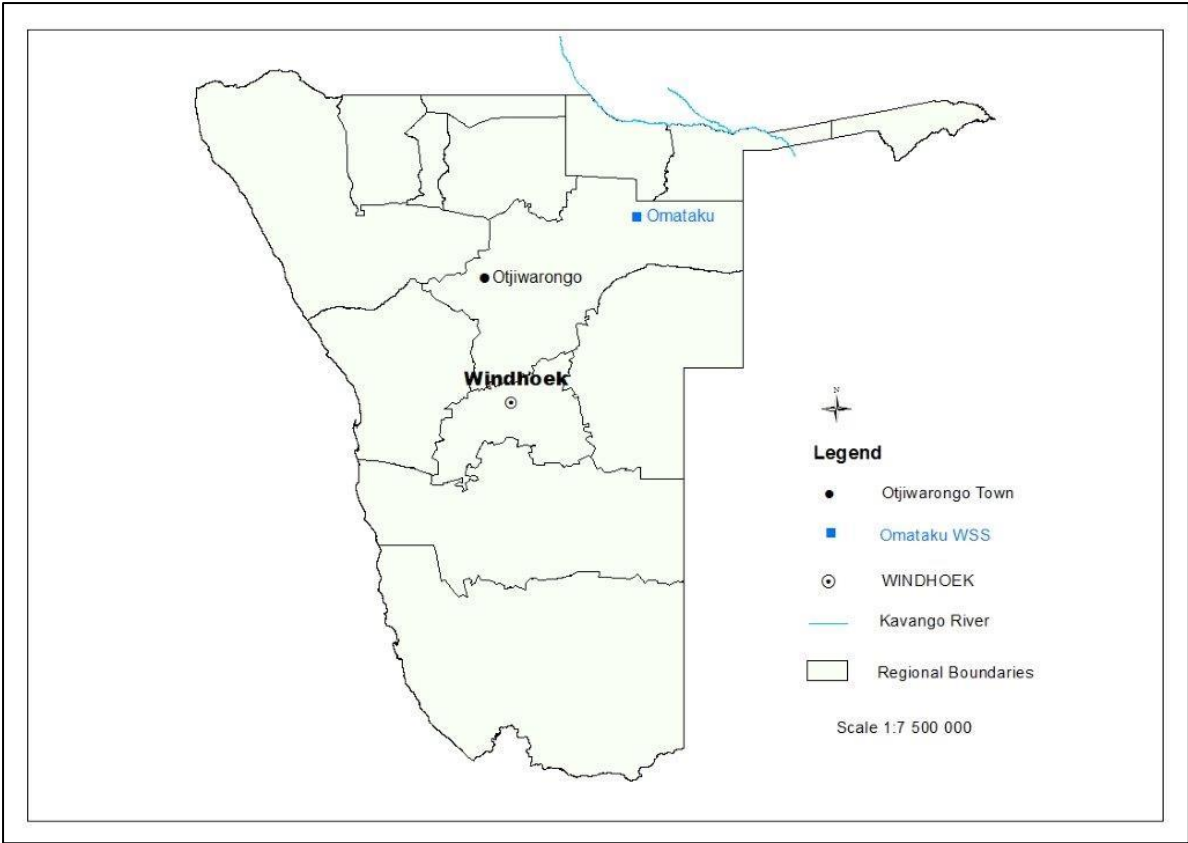 Omataku
Otjiwarongo
Windhoek
N
Legend
Otjiwarongo Town
Omataku WSS
WINDHOEK
Kavango River
Regional Boundaries
Scale 1:7 500 000